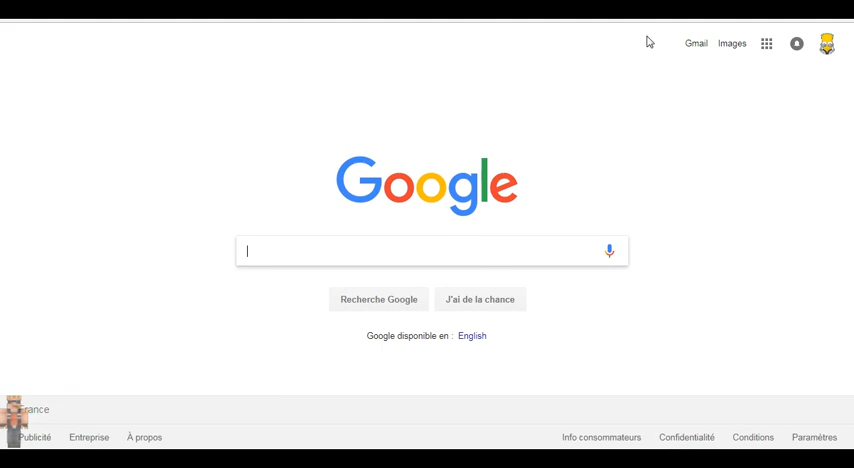 Gmail Images
Google
Recherche Google J'ai de la chance
Google disponible en : English
France
Publicité Entreprise À propos Info consommateurs Confidentialité Conditions Paramètres